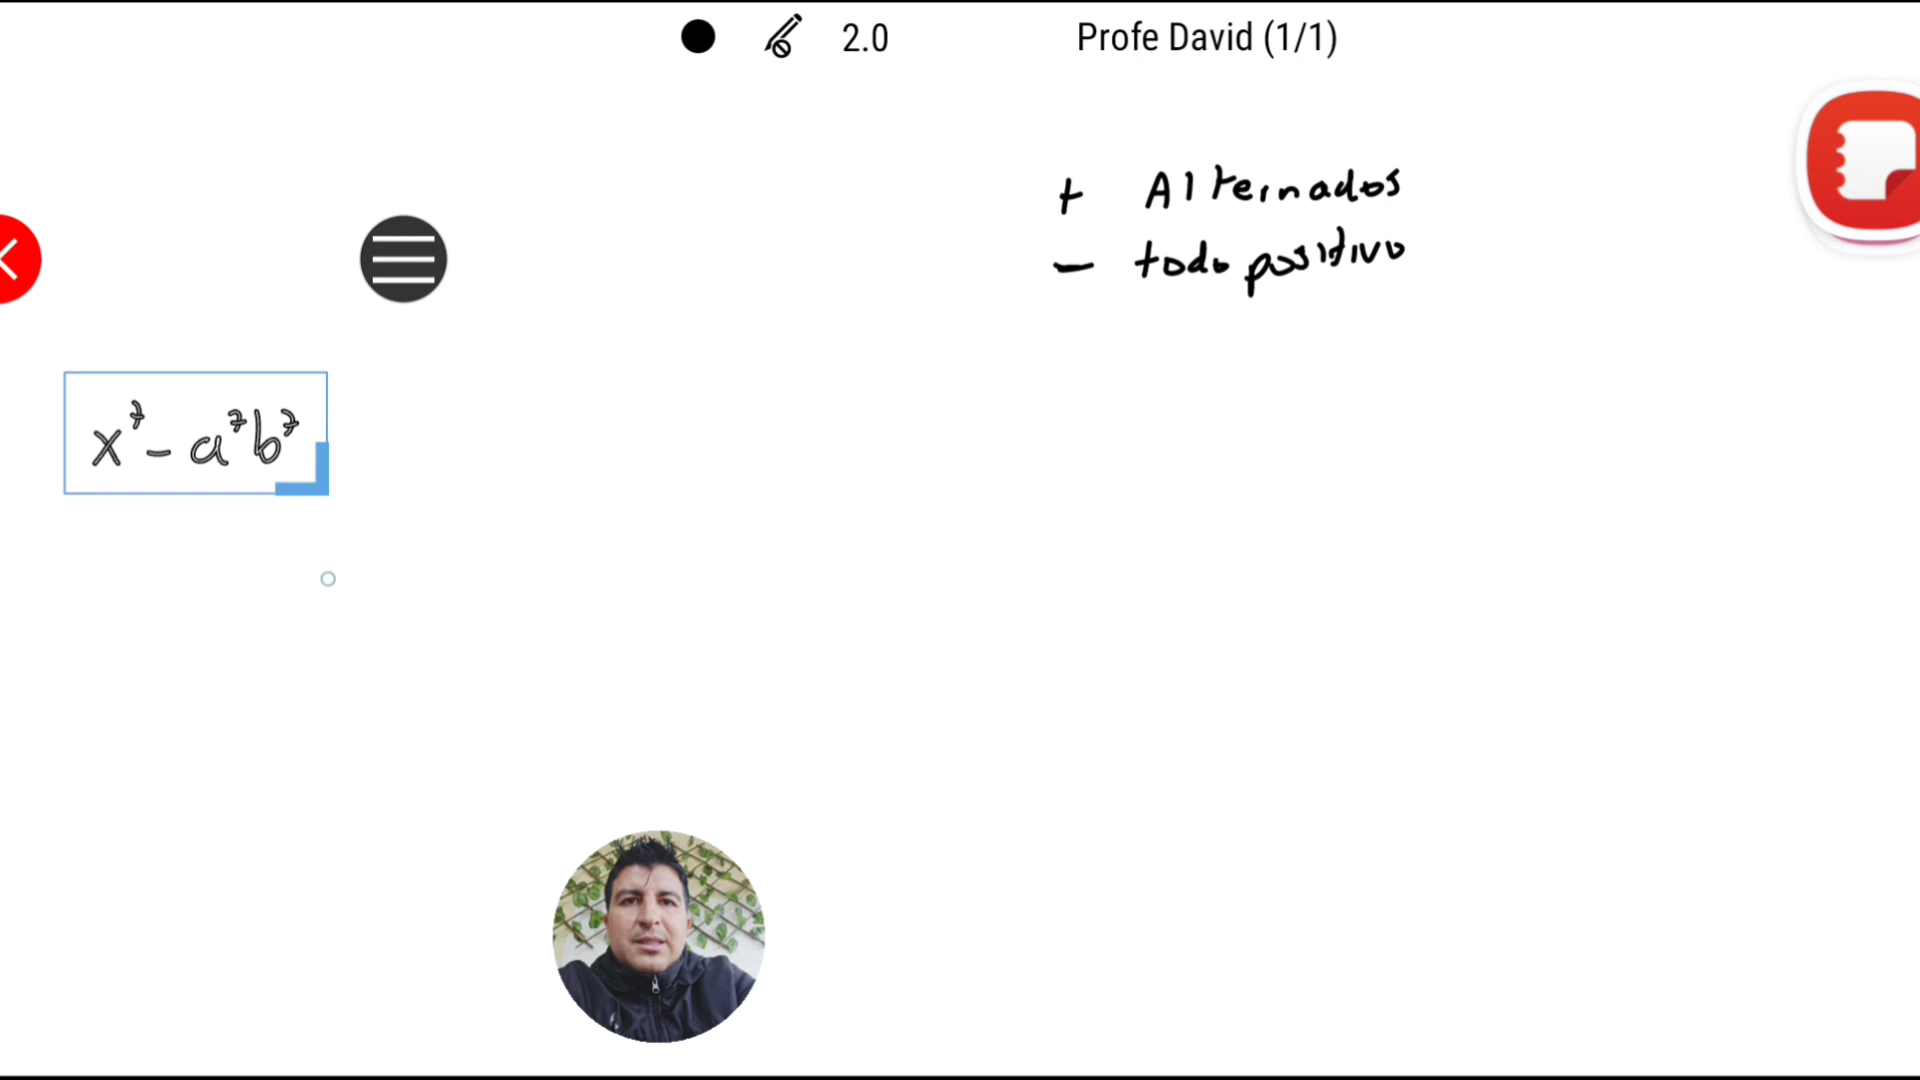 2.0 Profe David (1/1)
+ Alternados
- todo positivo
x⁷ - a⁷b⁷